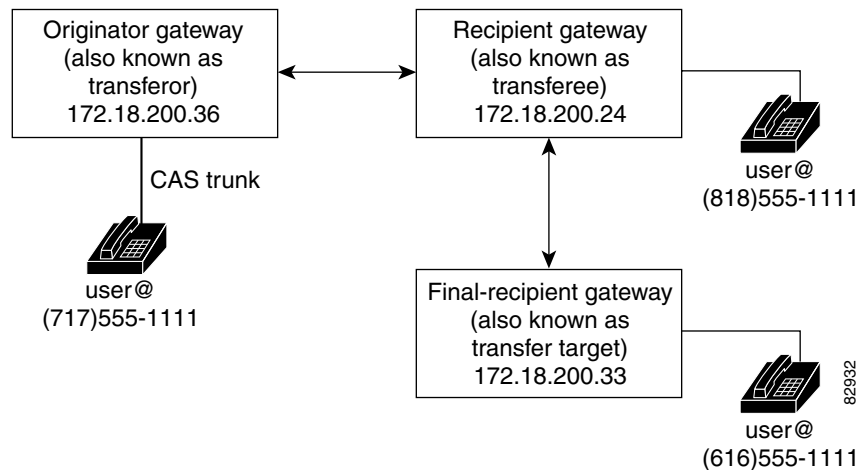 Originator gateway
(also known as
transferor)
172.18.200.36
Recipient gateway
(also known as
transferee)
172.18.200.24
user@
(818)555-1111
CAS trunk
user@
(717)555-1111
Final-recipient gateway
(also known as
transfer target)
172.18.200.33
user@
(616)555-1111
82932